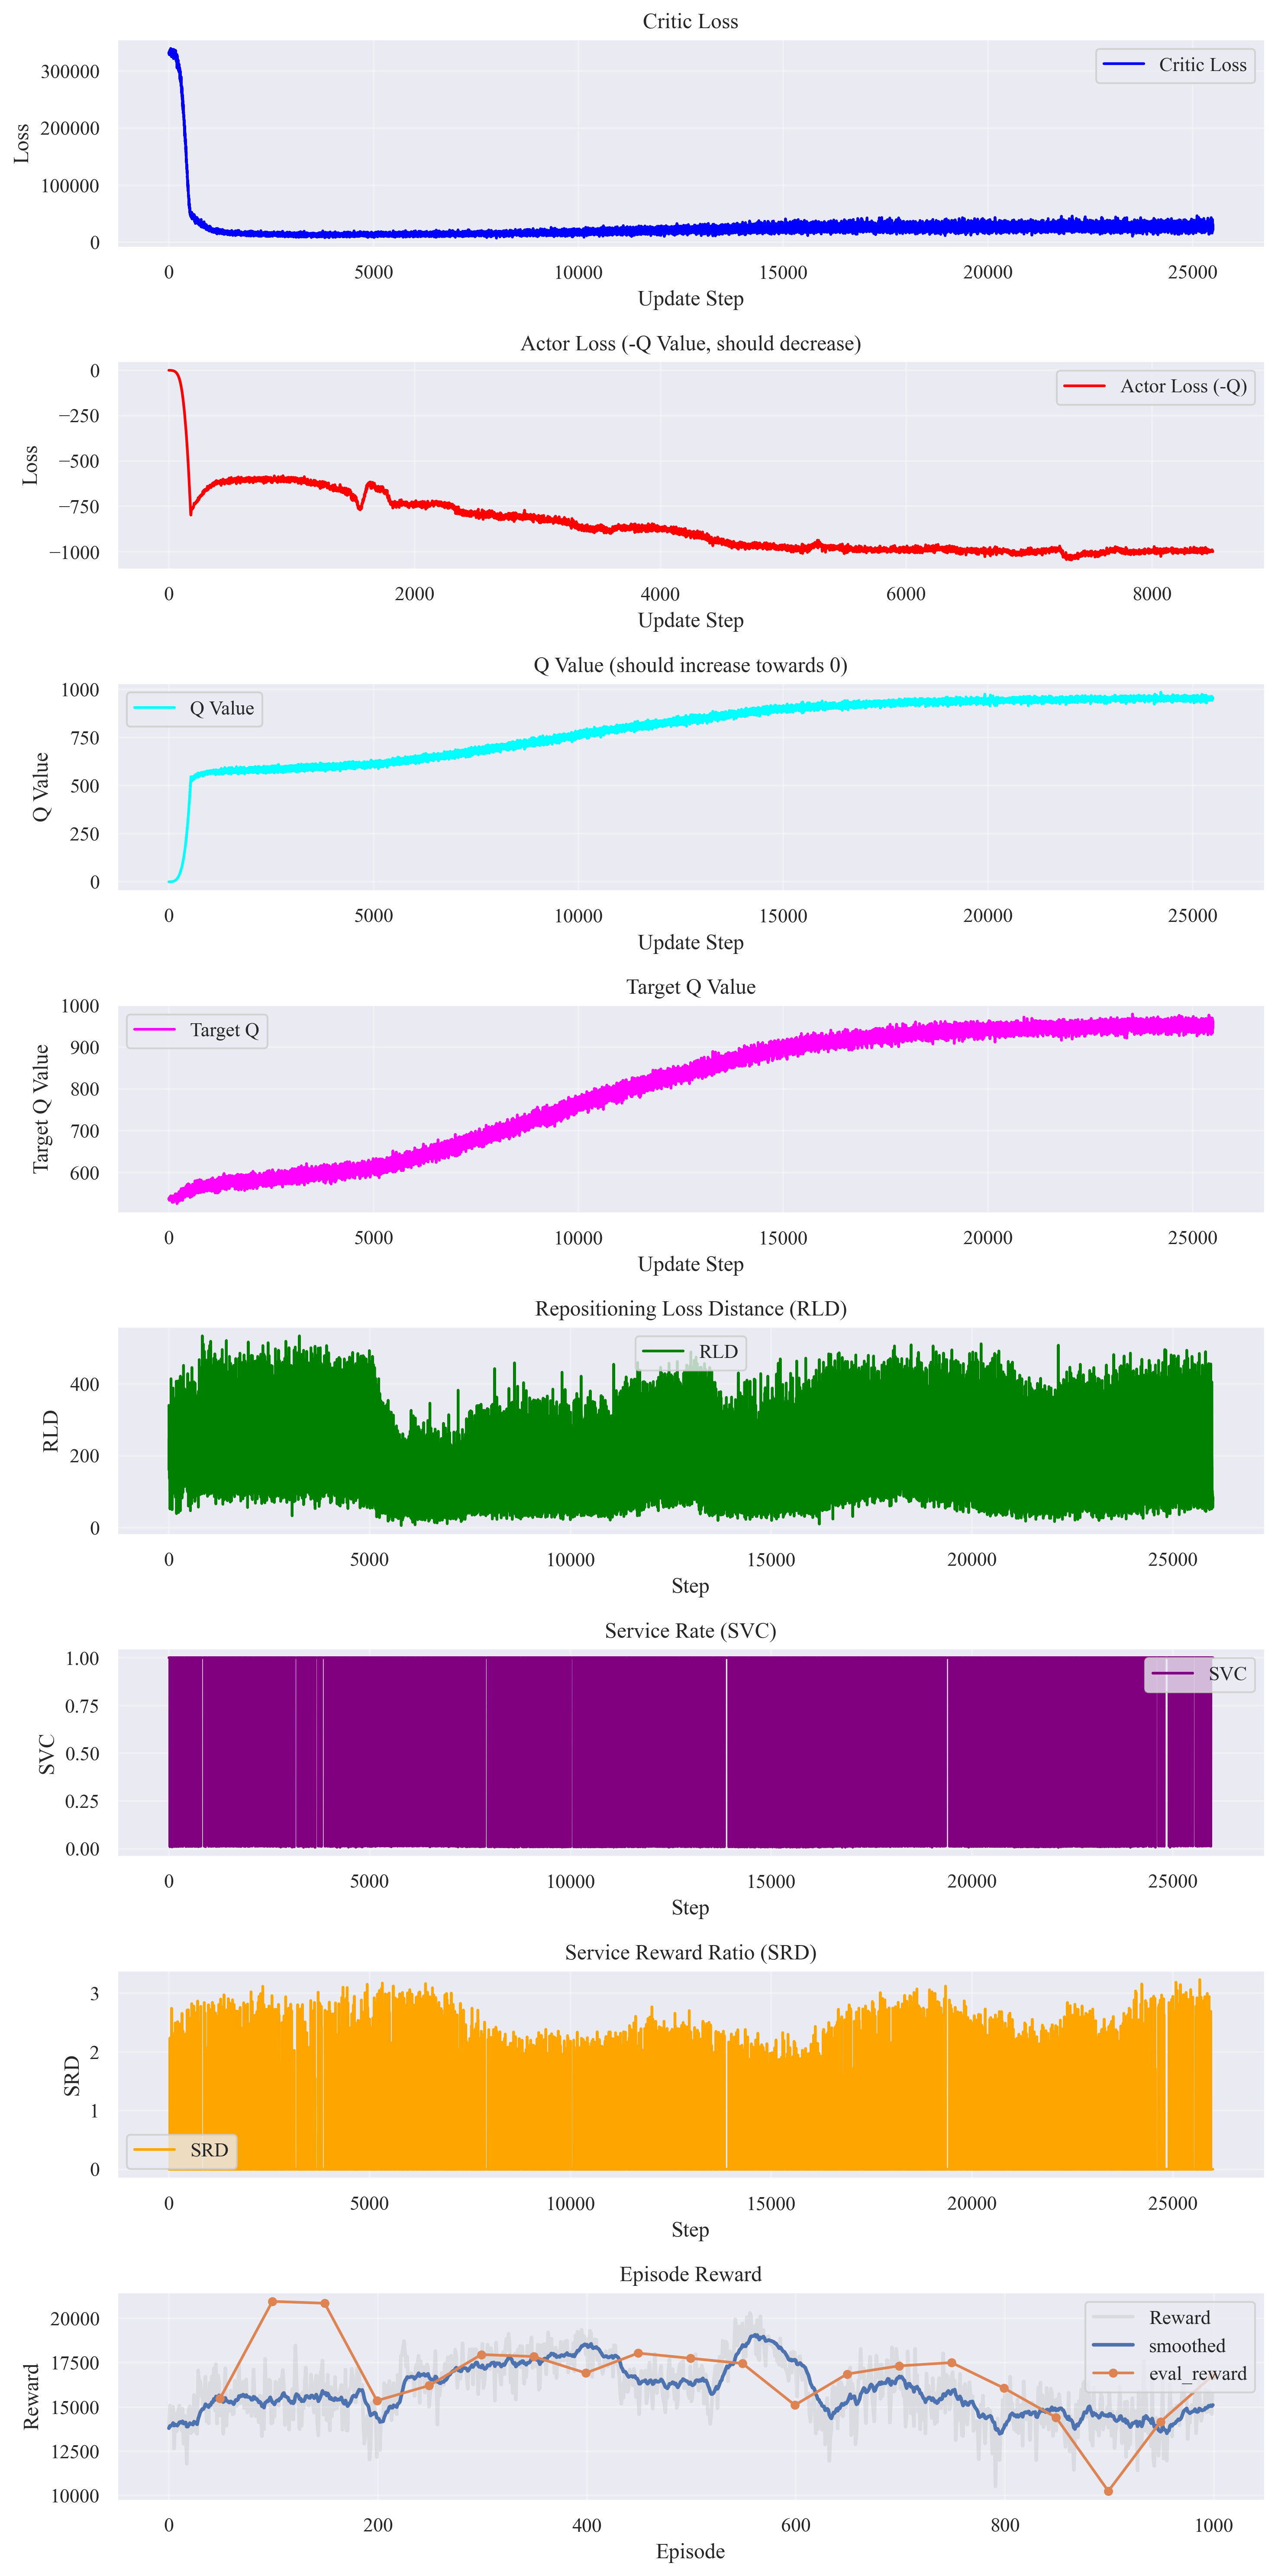 Critic Loss
Critic Loss
300000
200000
100000
0
Loss
0 5000 10000 15000 20000 25000
Update Step
Actor Loss (-Q Value, should decrease)
Actor Loss (-Q)
0
−250
−500
−750
−1000
Loss
0 2000 4000 6000 8000
Update Step
Q Value (should increase towards 0)
Q Value
1000
750
500
250
0
Q Value
0 5000 10000 15000 20000 25000
Update Step
Target Q Value
Target Q
1000
900
800
700
600
Target Q Value
0 5000 10000 15000 20000 25000
Update Step
Repositioning Loss Distance (RLD)
RLD
400
200
0
RLD
0 5000 10000 15000 20000 25000
Step
Service Rate (SVC)
SVC
1.00
0.75
0.50
0.25
0.00
SVC
0 5000 10000 15000 20000 25000
Step
Service Reward Ratio (SRD)
3
2
1
0
SRD
SRD
0 5000 10000 15000 20000 25000
Step
Episode Reward
Reward
smoothed
eval_reward
20000
17500
15000
12500
10000
Reward
0 200 400 600 800 1000
Episode